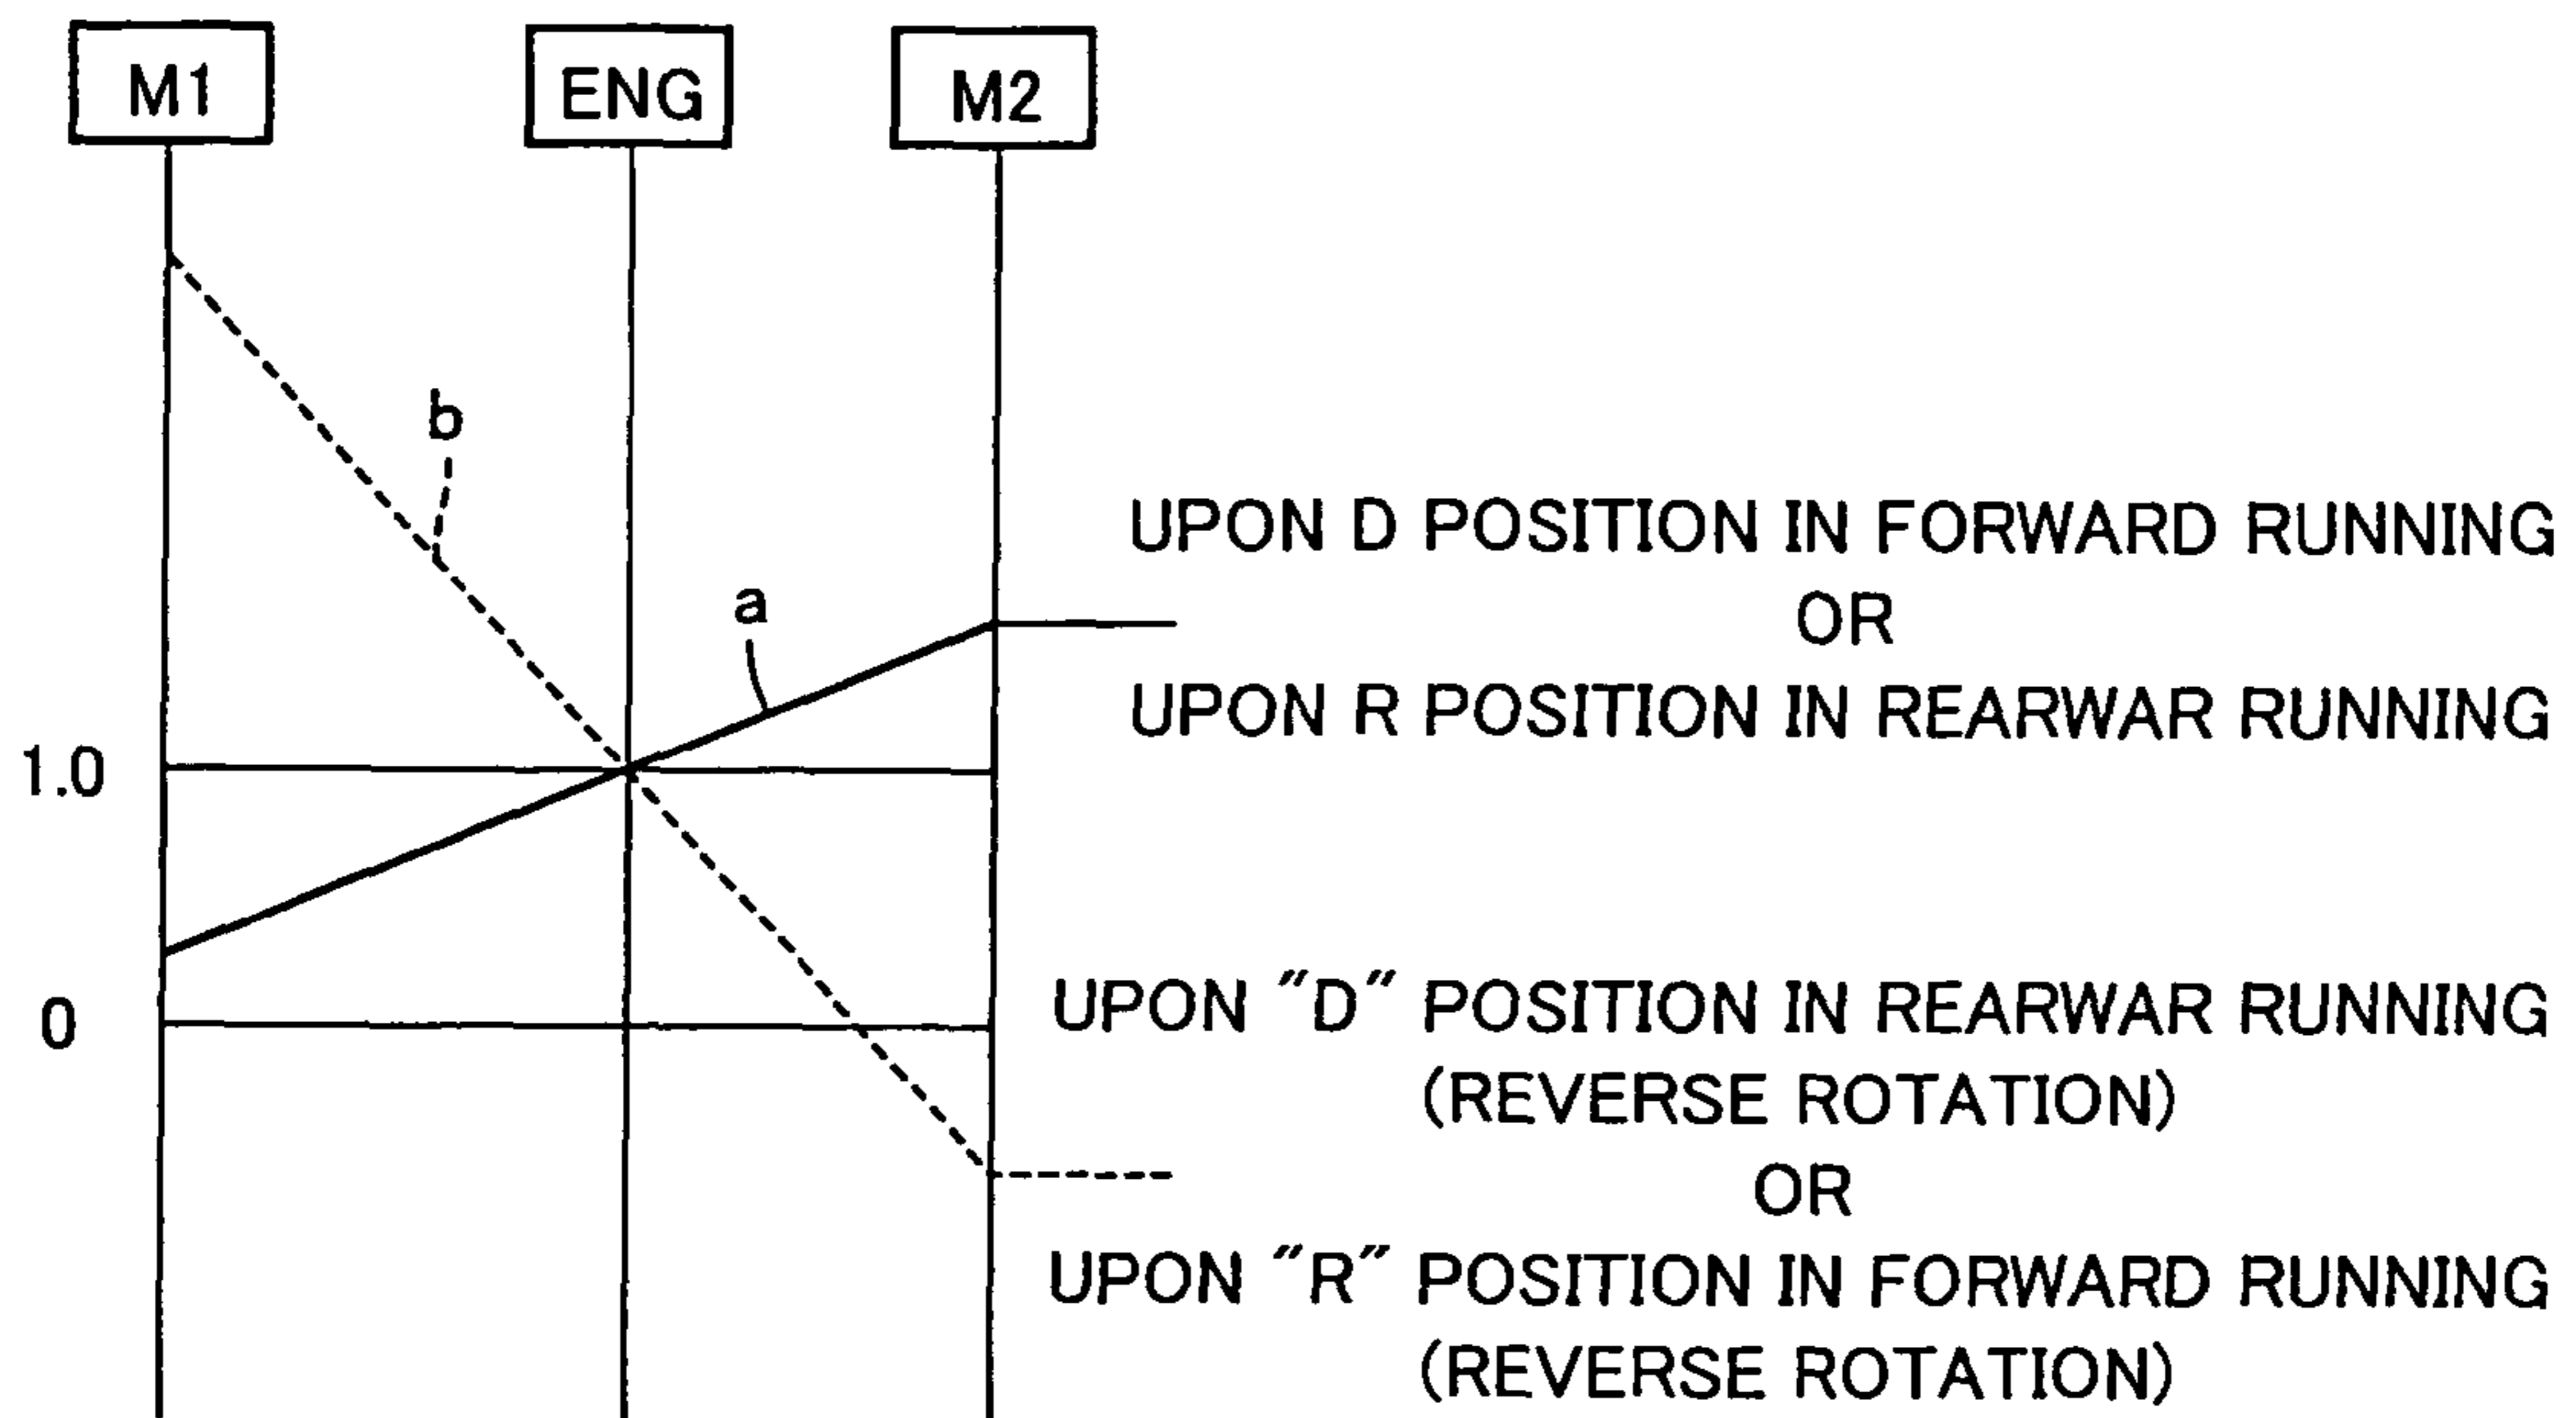 M1 ENG M2
b
UPON D POSITION IN FORWARD RUNNING
a
OR
UPON R POSITION IN REARWAR RUNNING
1.0
UPON "D" POSITION IN REARWAR RUNNING
0
(REVERSE ROTATION)
OR
UPON "R" POSITION IN FORWARD RUNNING
(REVERSE ROTATION)